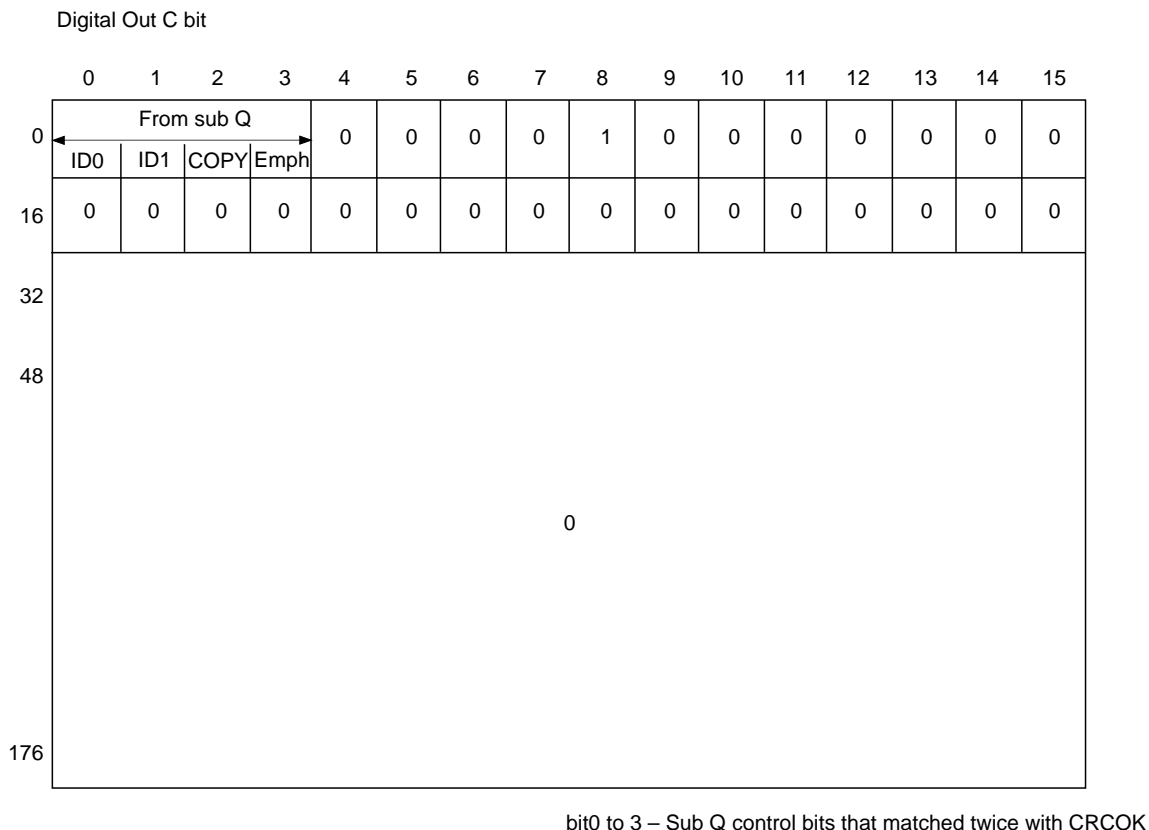 Digital Out C bit
0 1 2 3 4 5 6 7 8 9 10 11 12 13 14 15
From sub Q
0 0 0 0 0 1 0 0 0 0 0 0 0
ID0 ID1 COPY Emph
16 0 0 0 0 0 0 0 0 0 0 0 0 0 0 0 0
32
48
0
176
bit0 to 3 – Sub Q control bits that matched twice with CRCOK